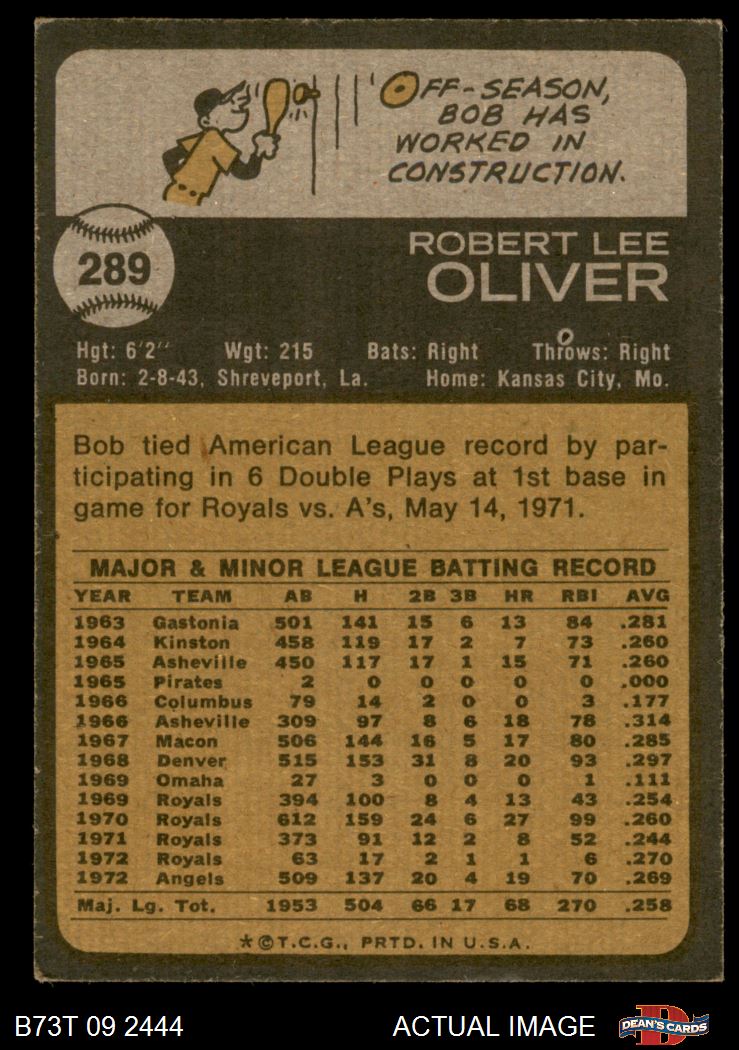 OFF-SEASON,
BOB HAS
WORKED IN
CONSTRUCTION.
289
ROBERT LEE
OLIVER
Hgt: 6'2" Wgt: 215 Bats: Right Throws: Right
Born: 2-8-43, Shreveport, La. Home: Kansas City, Mo.
Bob tied American League record by par-
ticipating in 6 Double Plays at 1st base in
game for Royals vs. A's, May 14, 1971.
MAJOR & MINOR LEAGUE BATTING RECORD
YEAR TEAM AB H 2B 3B HR RBI AVG
1963 Gastonia 501 141 15 6 13 84 .281
1964 Kinston 458 119 17 2 7 73 .260
1965 Asheville 450 117 17 1 15 71 .260
1965 Pirates 2 0 0 0 0 0 .000
1966 Columbus 79 14 2 0 0 3 .177
1966 Asheville 309 97 8 6 18 78 .314
1967 Macon 506 144 16 5 17 80 .285
1968 Denver 515 153 31 8 20 93 .297
1969 Omaha 27 3 0 0 0 1 .111
1969 Royals 394 100 8 4 13 43 .254
1970 Royals 612 159 24 6 27 99 .260
1971 Royals 373 91 12 2 8 52 .244
1972 Royals 63 17 2 1 1 6 .270
1972 Angels 509 137 20 4 19 70 .269
Maj. Lg. Tot. 1953 504 66 17 68 270 .258
*©T.C.G., PRTD. IN U.S.A.
B73T 09 2444 ACTUAL IMAGE D DEAN'S CARDS